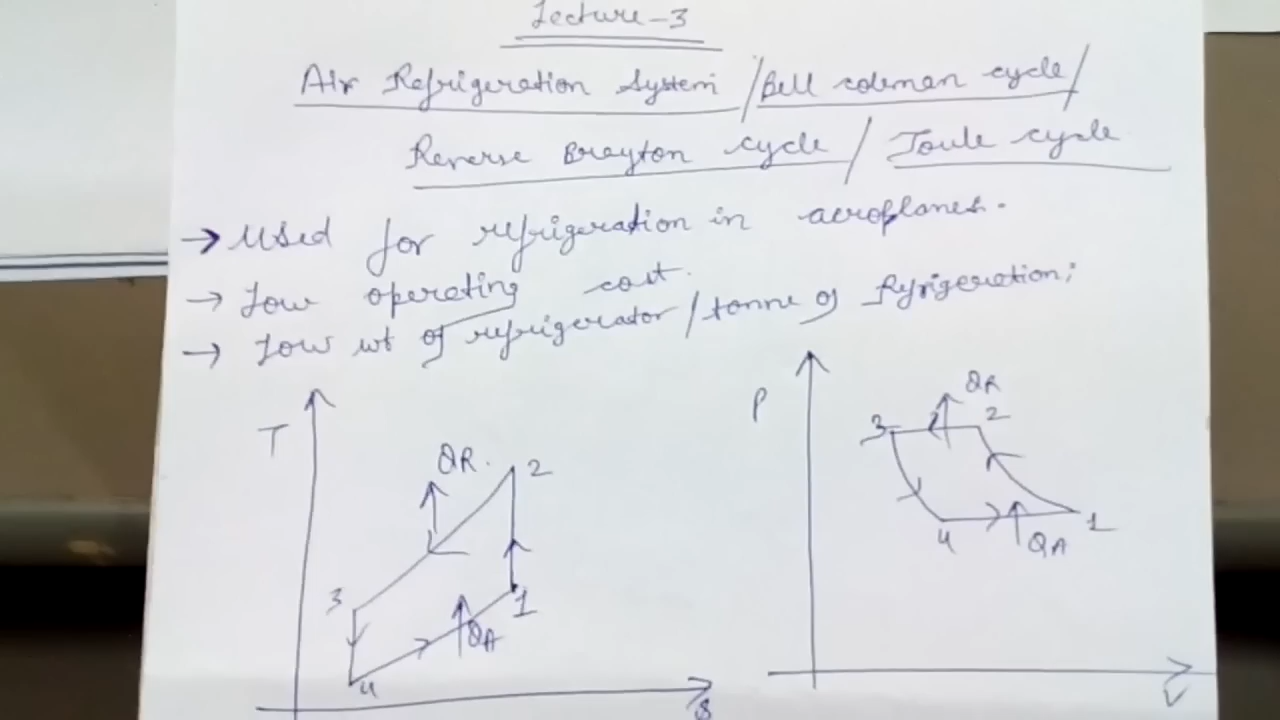 Lecture-3
Air Refrigeration System / Bell coleman cycle /
Reverse Brayton cycle / Joule cycle
→ Used for refrigeration in aeroplanes.
→ Low operating cost.
→ Low wt of refrigerator / tonne of Refrigeration;
T
QR.
2
3
1
QA
4
S
P
QR
3
2
4
QA
1
V